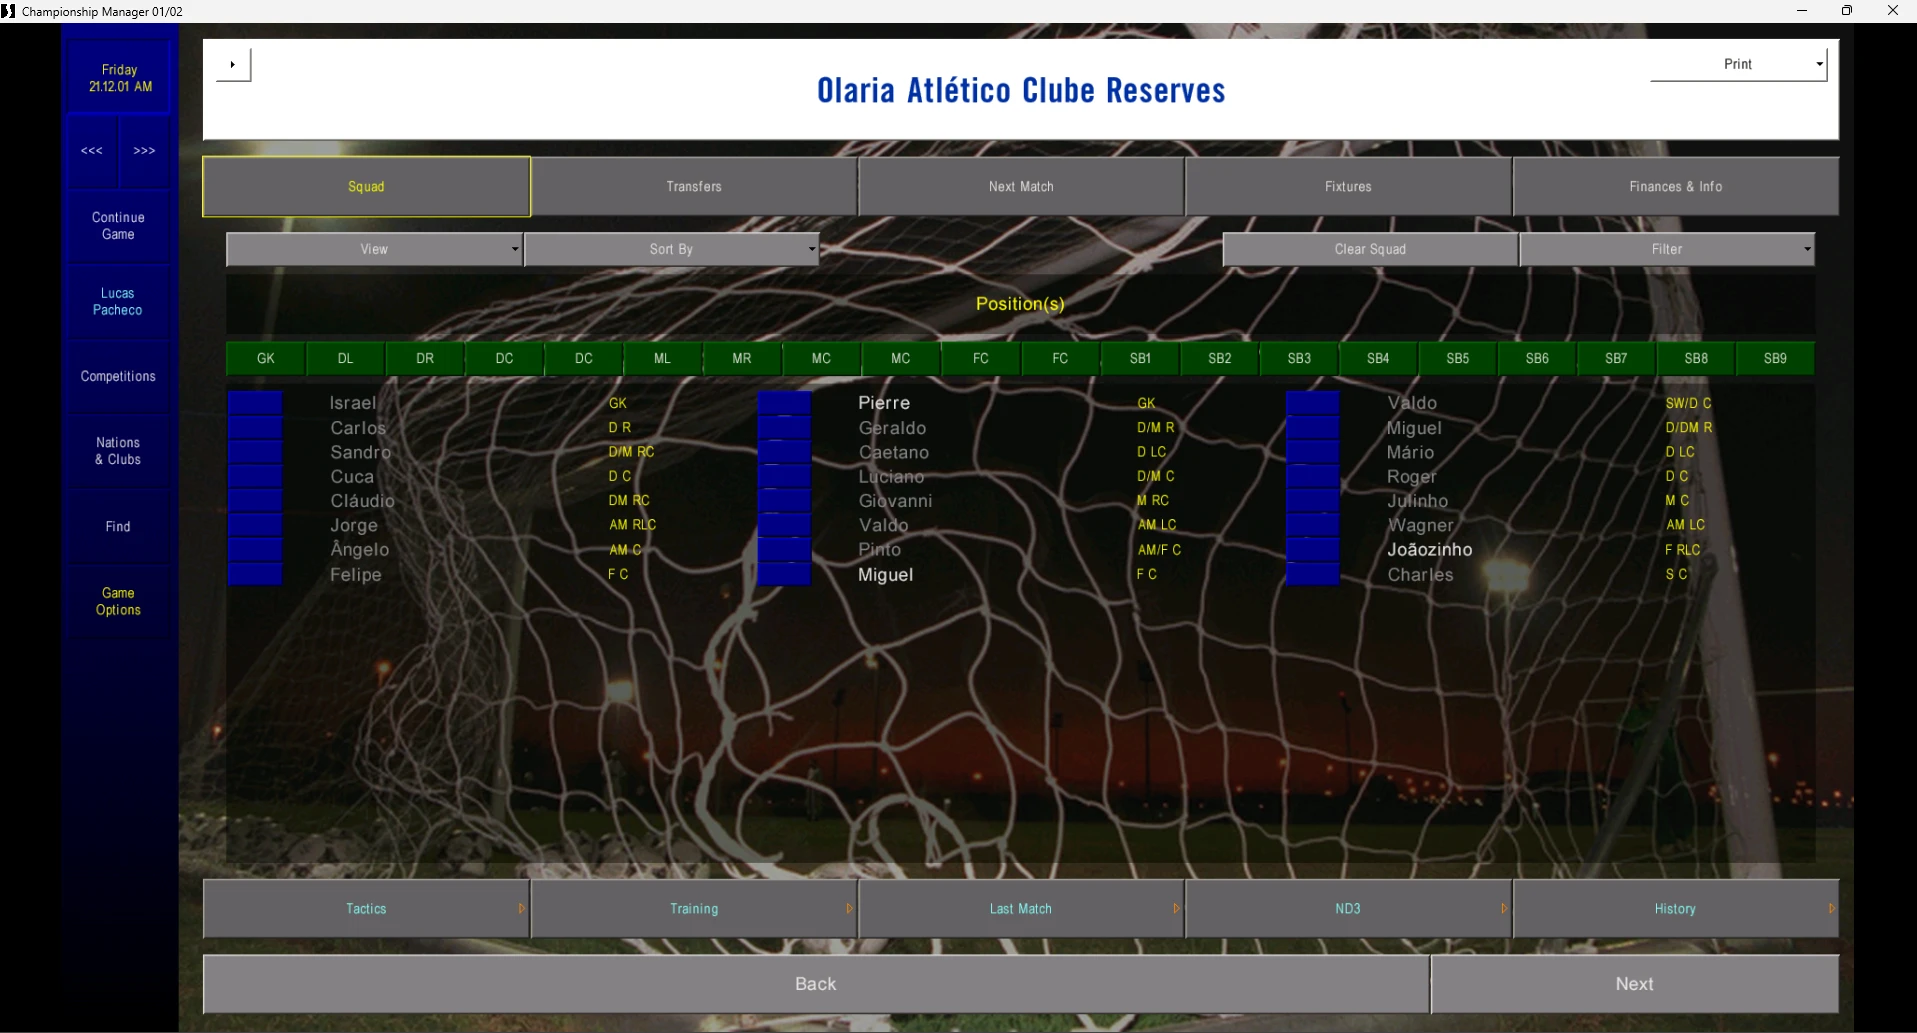 Championship Manager 01/02
Friday
21.12.01 AM
<<< >>>
Continue
Game
Lucas
Pacheco
Competitions
Nations
& Clubs
Find
Game
Options
Olaria Atlético Clube Reserves
Print
Squad Transfers Next Match Fixtures Finances & Info
View Sort By Clear Squad Filter
Position(s)
GK DL DR DC DC ML MR MC MC FC FC SB1 SB2 SB3 SB4 SB5 SB6 SB7 SB8 SB9
Israel GK Pierre GK Valdo SW/D C
Carlos D R Geraldo D/M R Miguel D/DM R
Sandro D/M RC Caetano D LC Mário D LC
Cuca D C Luciano D/M C Roger D C
Cláudio DM RC Giovanni M RC Julinho M C
Jorge AM RLC Valdo AM LC Wagner AM LC
Ângelo AM C Pinto AM/F C Joãozinho F RLC
Felipe F C Miguel F C Charles S C
Tactics Training Last Match ND3 History
Back Next